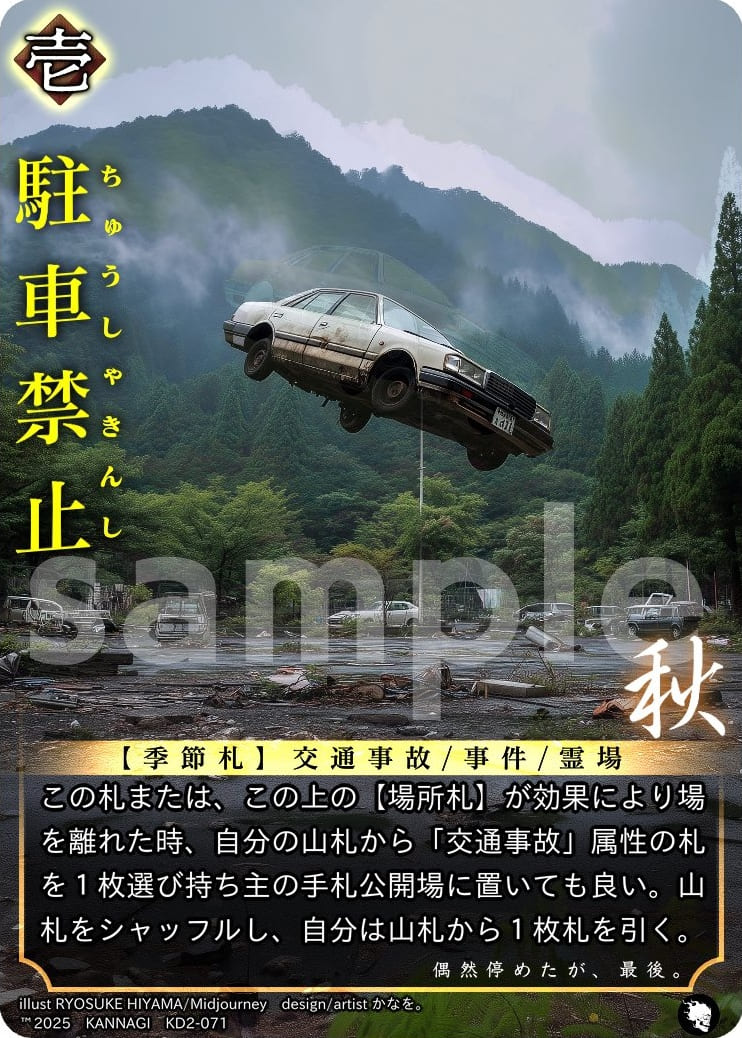 壱
駐車禁止
ちゅうしゃきんし
sample
秋
【季節札】交通事故/事件/霊場
この札または、この上の【場所札】が効果により場
を離れた時、自分の山札から「交通事故」属性の札
を1枚選び持ち主の手札公開場に置いても良い。山
札をシャッフルし、自分は山札から1枚札を引く。
偶然停めたが、最後。
illust RYOSUKE HIYAMA/Midjourney design/artist かなを。
™2025 KANNAGI KD2-071